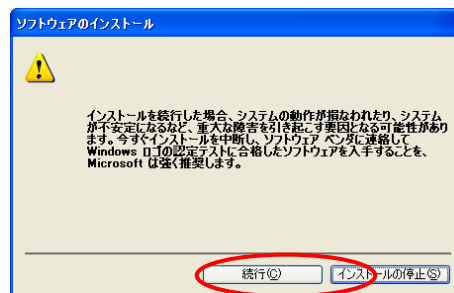 ソフトウェアのインストール
インストールを続行した場合、システムの動作が損なわれたり、システム
が不安定になるなど、重大な障害を引き起こす要因となる可能性があり
ます。今すぐインストールを中断し、ソフトウェア ベンダに連絡して
Windows ロゴの認定テストに合格したソフトウェアを入手することを、
Microsoft は強く推奨します。
続行(C) インストールの停止(S)